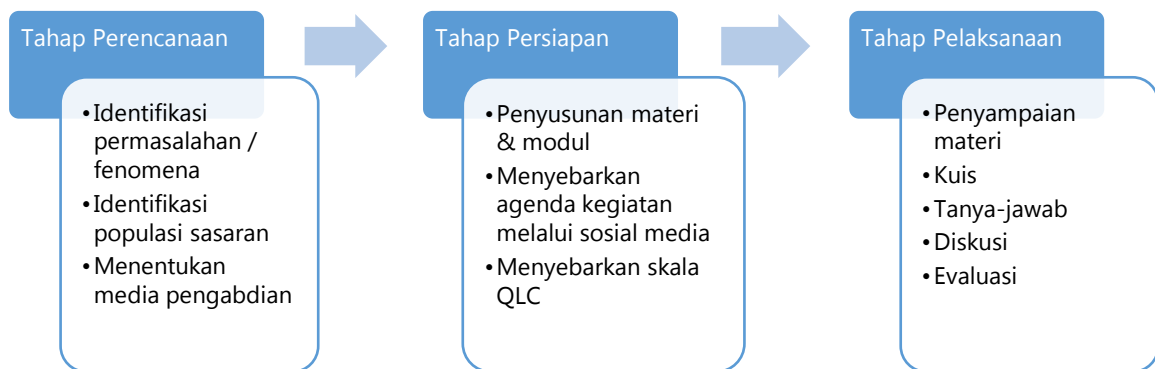 Tahap Perencanaan
•Identifikasi
permasalahan /
fenomena
•Identifikasi
populasi sasaran
•Menentukan
media pengabdian
Tahap Persiapan
•Penyusunan materi
& modul
•Menyebarkan
agenda kegiatan
melalui sosial media
•Menyebarkan skala
QLC
Tahap Pelaksanaan
•Penyampaian
materi
•Kuis
•Tanya-jawab
•Diskusi
•Evaluasi